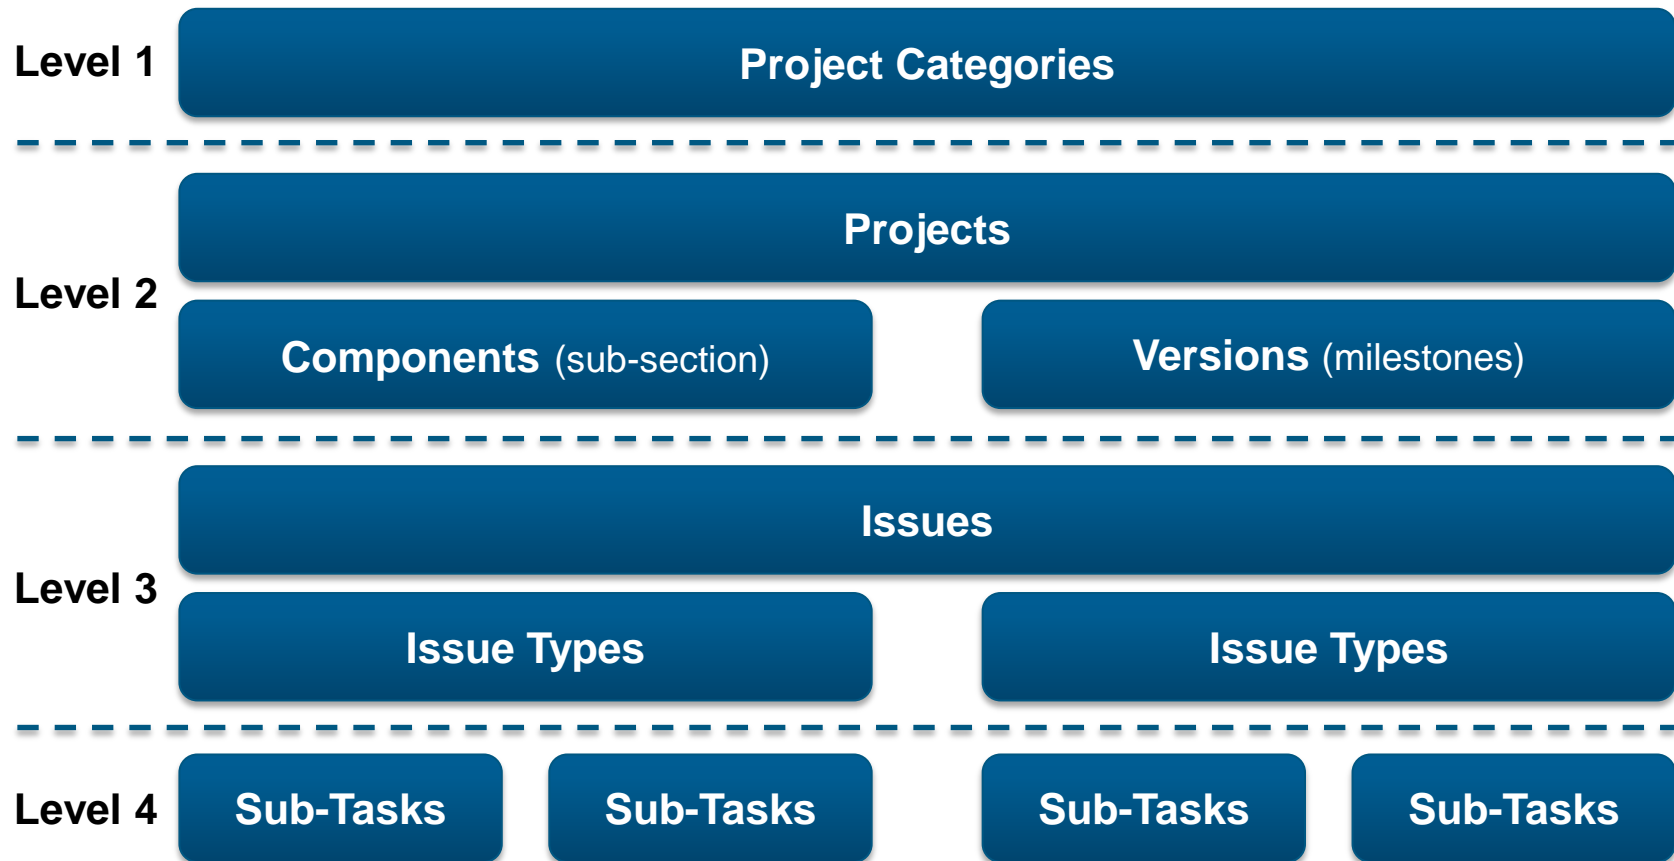 Level 1
Project Categories
Projects
Level 2
Components (sub-section)
Versions (milestones)
Issues
Level 3
Issue Types
Issue Types
Level 4
Sub-Tasks
Sub-Tasks
Sub-Tasks
Sub-Tasks